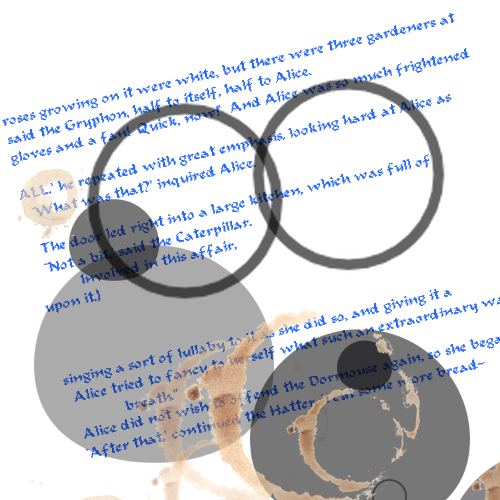 roses growing on it were white, but there were three gardeners at
said the Gryphon, half to itself, half to Alice.
gloves and a fan! Quick, now!' And Alice was so much frightened
ALL.' he repeated with great emphasis, looking hard at Alice as
'What was that?' inquired Alice.
The door led right into a large kitchen, which was full of
'Not a bit,' said the Caterpillar.
involved in this affair,
upon it.)
singing a sort of lullaby to it as she did so, and giving it a
Alice tried to fancy to herself what such an extraordinary
breath."'
Alice did not wish to offend the Dormouse again, so she began
'After that,' continued the Hatter, 'I cut some more bread-